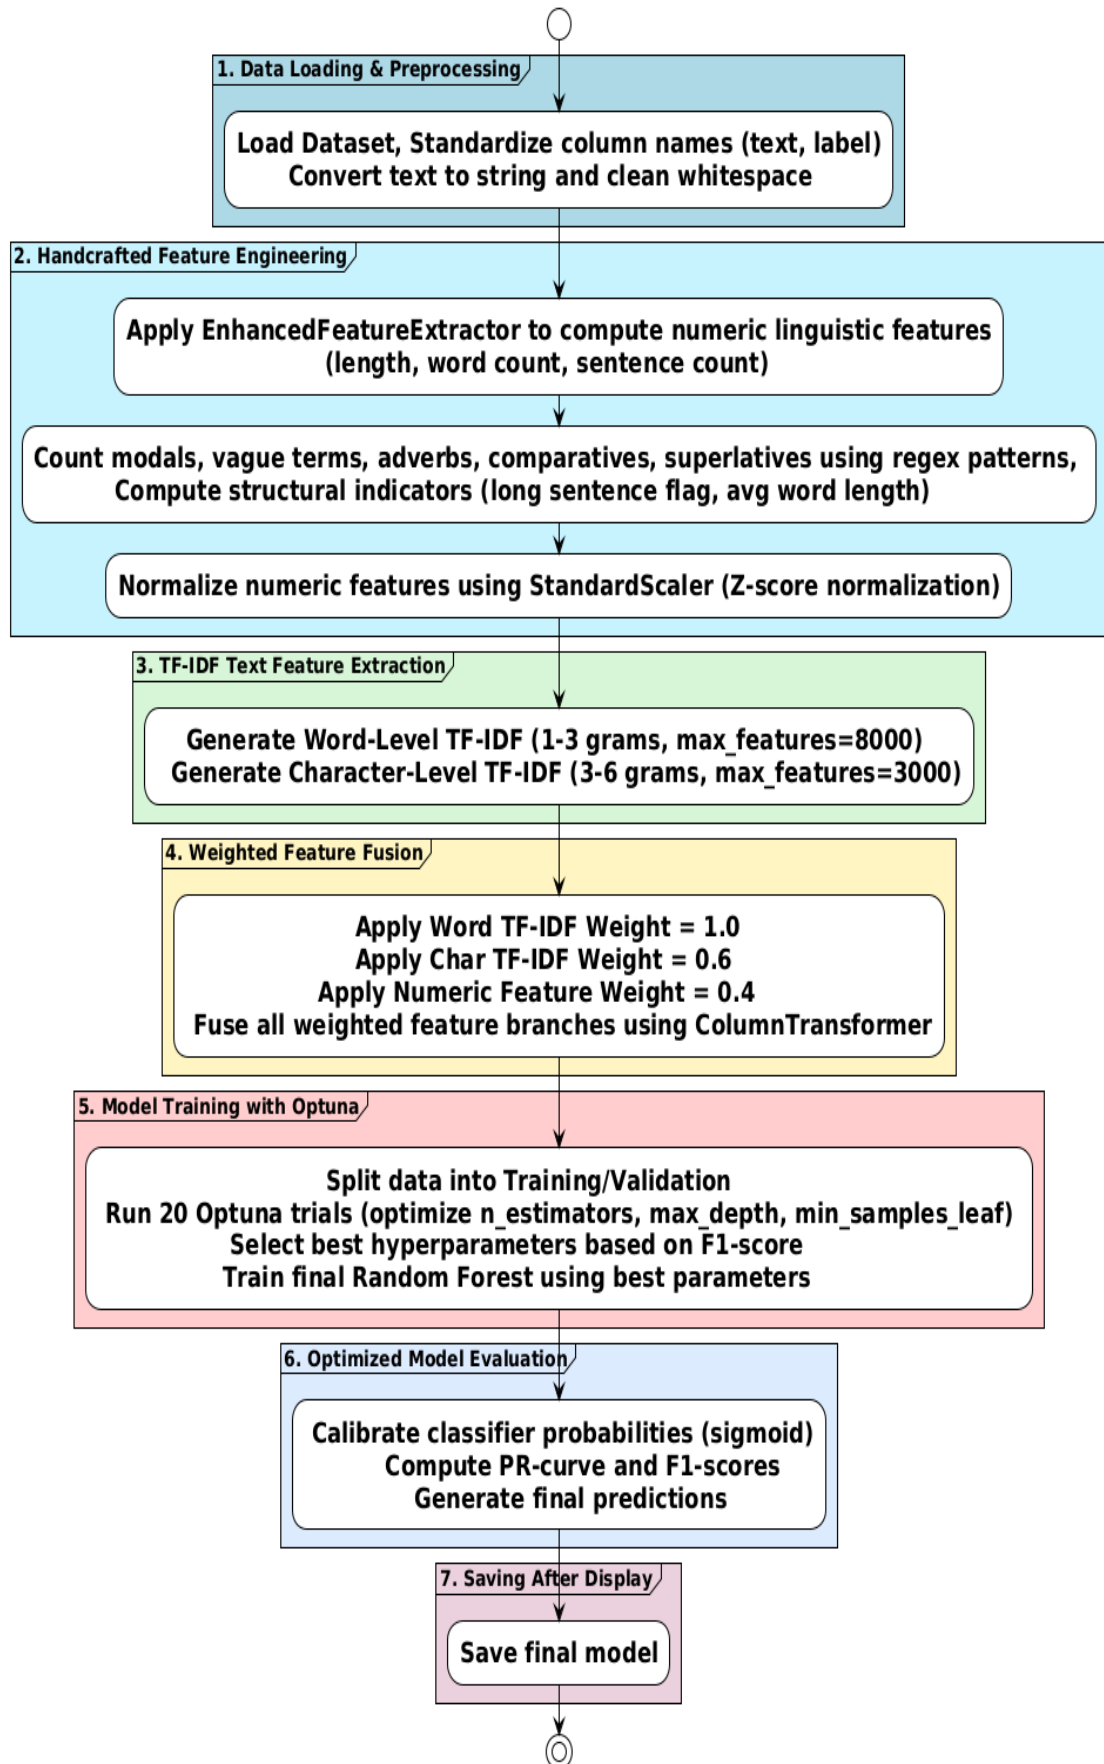 1. Data Loading & Preprocessing
Load Dataset, Standardize column names (text, label)
Convert text to string and clean whitespace
2. Handcrafted Feature Engineering
Apply EnhancedFeatureExtractor to compute numeric linguistic features
(length, word count, sentence count)
Count modals, vague terms, adverbs, comparatives, superlatives using regex patterns,
Compute structural indicators (long sentence flag, avg word length)
Normalize numeric features using StandardScaler (Z-score normalization)
3. TF-IDF Text Feature Extraction
Generate Word-Level TF-IDF (1-3 grams, max_features=8000)
Generate Character-Level TF-IDF (3-6 grams, max_features=3000)
4. Weighted Feature Fusion
Apply Word TF-IDF Weight = 1.0
Apply Char TF-IDF Weight = 0.6
Apply Numeric Feature Weight = 0.4
Fuse all weighted feature branches using ColumnTransformer
5. Model Training with Optuna
Split data into Training/Validation
Run 20 Optuna trials (optimize n_estimators, max_depth, min_samples_leaf)
Select best hyperparameters based on F1-score
Train final Random Forest using best parameters
6. Optimized Model Evaluation
Calibrate classifier probabilities (sigmoid)
Compute PR-curve and F1-scores
Generate final predictions
7. Saving After Display
Save final model